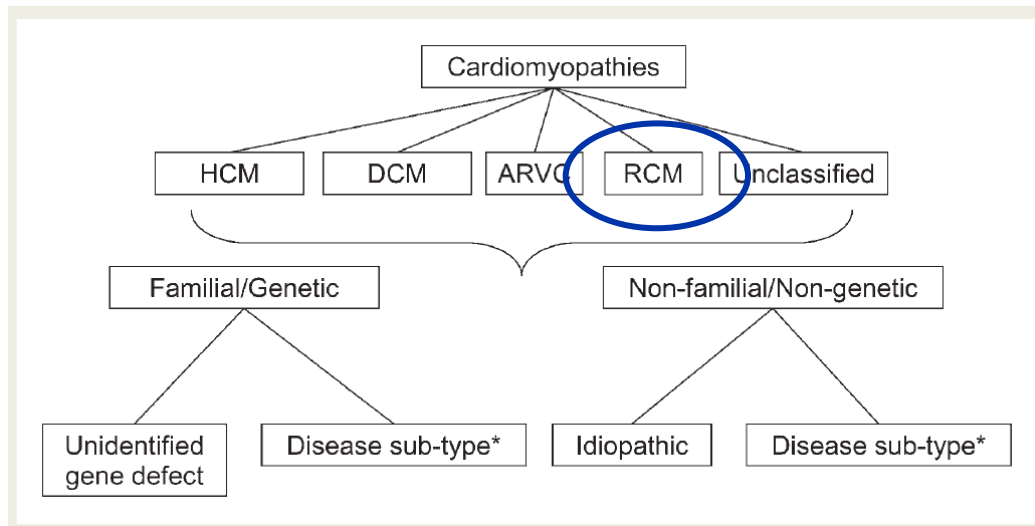 Cardiomyopathies
HCM
DCM
ARVC
RCM
Unclassified
Familial/Genetic
Non-familial/Non-genetic
Unidentified
gene defect
Disease sub-type*
Idiopathic
Disease sub-type*